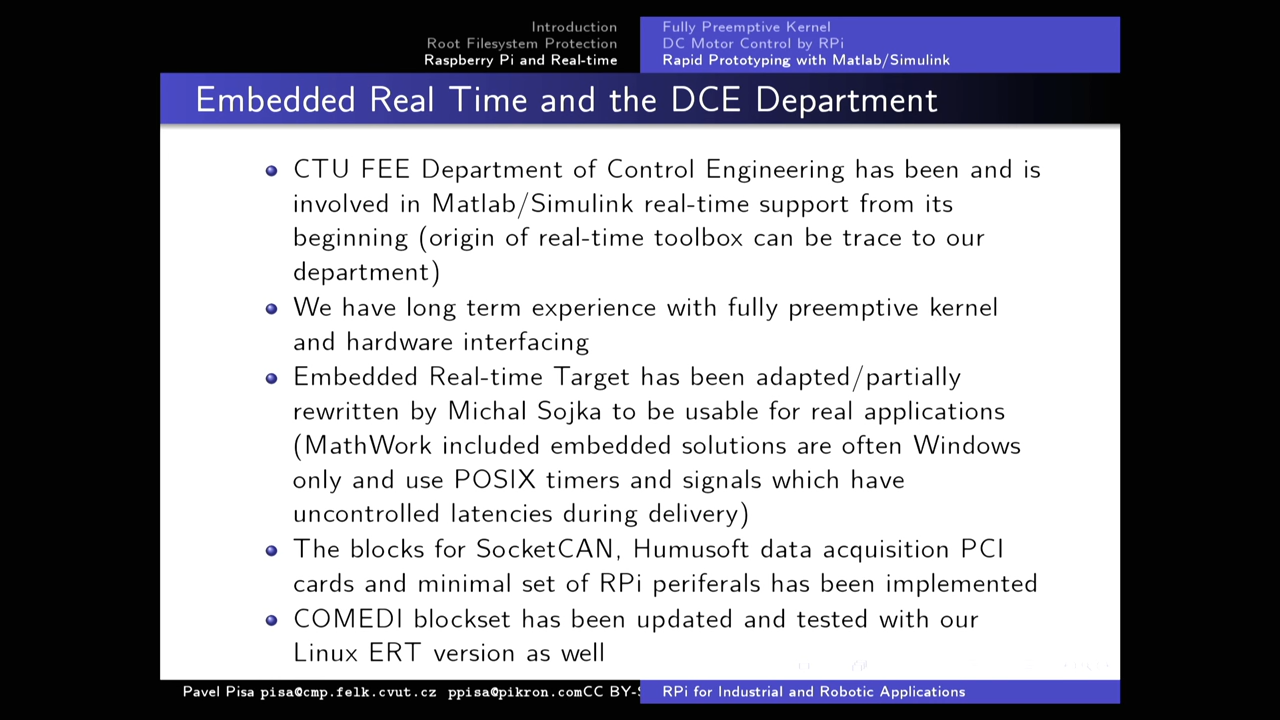 Introduction
Root Filesystem Protection
Raspberry Pi and Real-time
Fully Preemptive Kernel
DC Motor Control by RPi
Rapid Prototyping with Matlab/Simulink
Embedded Real Time and the DCE Department
CTU FEE Department of Control Engineering has been and is
involved in Matlab/Simulink real-time support from its
beginning (origin of real-time toolbox can be trace to our
department)
We have long term experience with fully preemptive kernel
and hardware interfacing
Embedded Real-time Target has been adapted/partially
rewritten by Michal Sojka to be usable for real applications
(MathWork included embedded solutions are often Windows
only and use POSIX timers and signals which have
uncontrolled latencies during delivery)
The blocks for SocketCAN, Humusoft data acquisition PCI
cards and minimal set of RPi periferals has been implemented
COMEDI blockset has been updated and tested with our
Linux ERT version as well
Pavel Pisa pisa@cmp.felk.cvut.cz ppisa@pikron.comCC BY-
RPi for Industrial and Robotic Applications